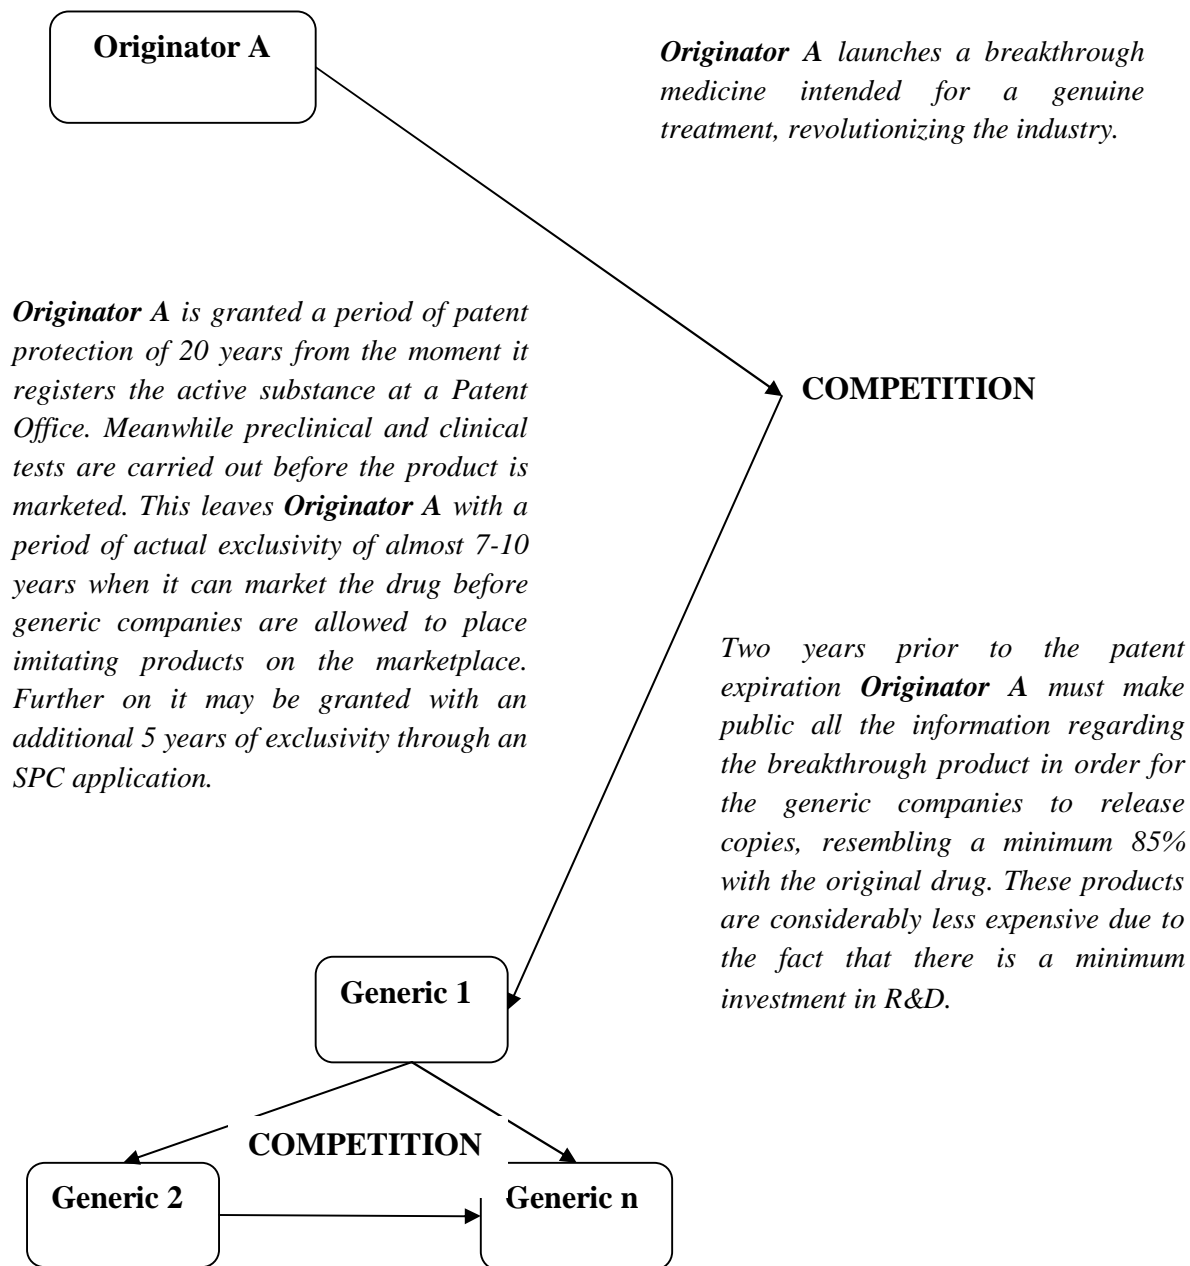 Originator A
Originator A launches a breakthrough
medicine intended for a genuine
treatment, revolutionizing the industry.
Originator A is granted a period of patent
protection of 20 years from the moment it
registers the active substance at a Patent
Office. Meanwhile preclinical and clinical
tests are carried out before the product is
marketed. This leaves Originator A with a
period of actual exclusivity of almost 7-10
years when it can market the drug before
generic companies are allowed to place
imitating products on the marketplace.
Further on it may be granted with an
additional 5 years of exclusivity through an
SPC application.
COMPETITION
Two years prior to the patent
expiration Originator A must make
public all the information regarding
the breakthrough product in order for
the generic companies to release
copies, resembling a minimum 85%
with the original drug. These products
are considerably less expensive due to
the fact that there is a minimum
investment in R&D.
Generic 1
COMPETITION
Generic 2
Generic n